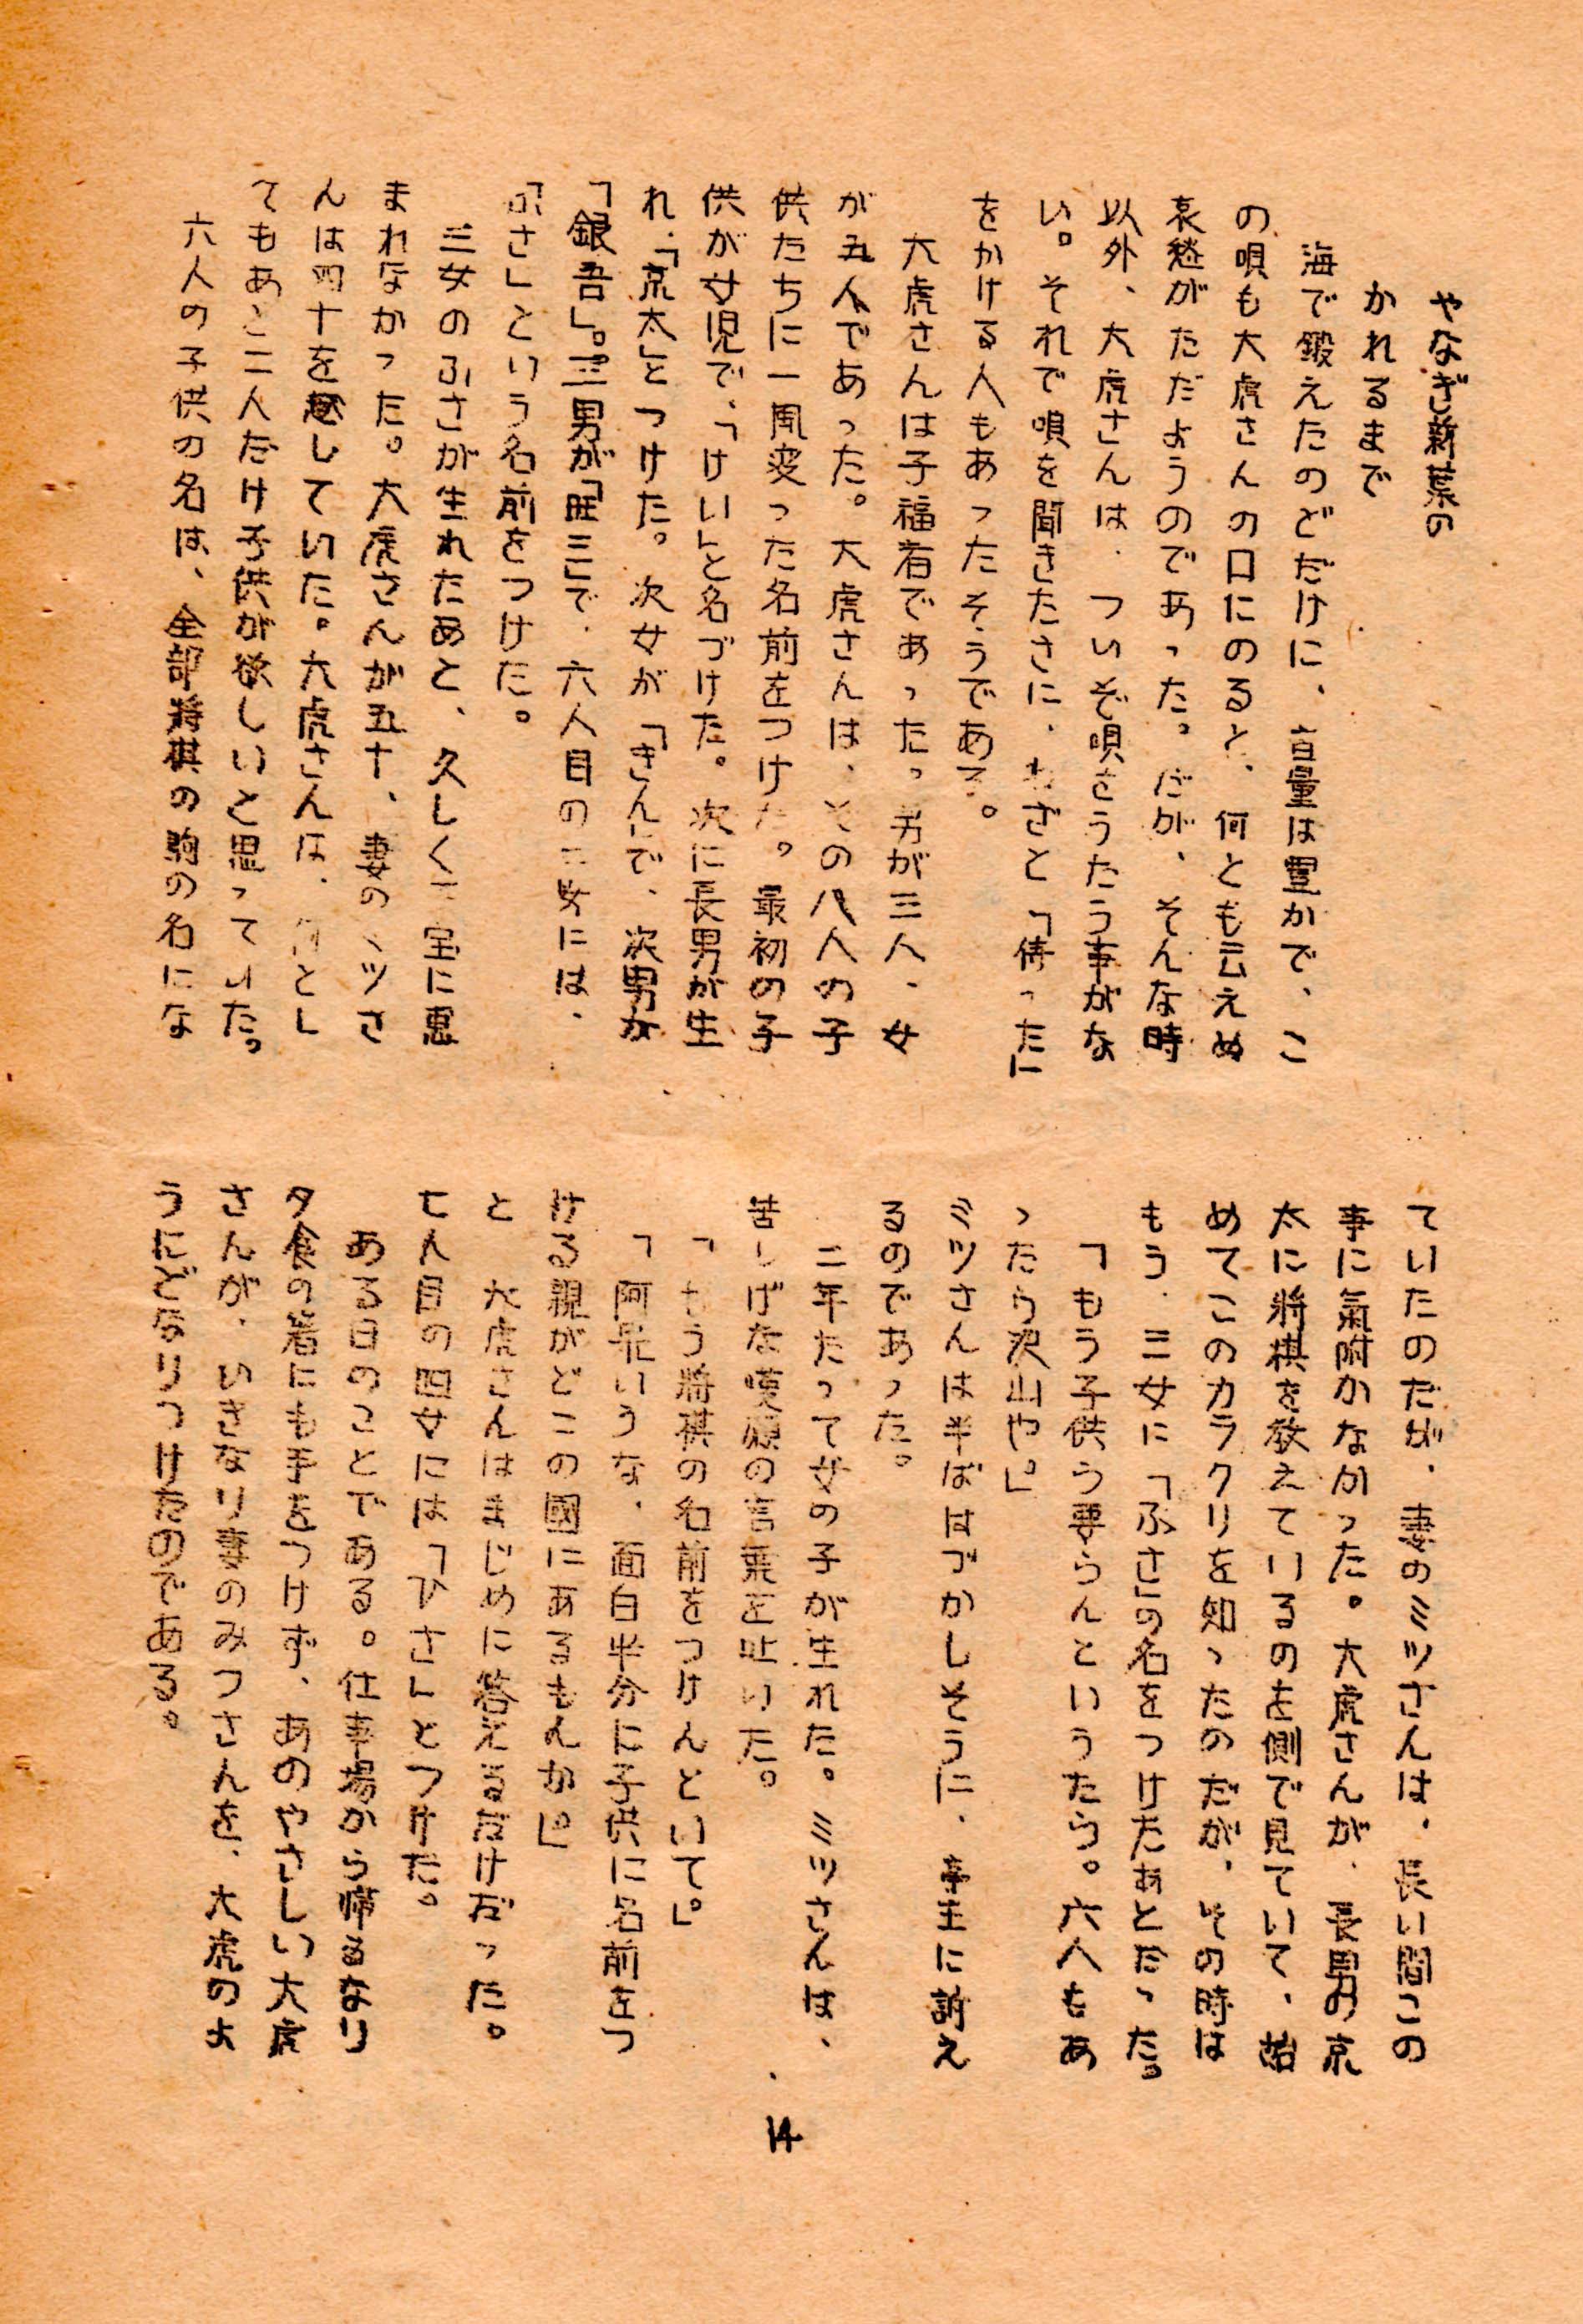 やなぎ新葉の
かれるまで
海で鍛えたのどだけに、音量は豊かで、こ
の唄も大虎さんの口にのると、何とも云えぬ
哀愁がただようのであった。だが、そんな時
以外、大虎さんは、ついぞ唄さうたう事がな
い。それで唄を聞きたさに、わざと「待った」
をかける人もあったそうである。
大虎さんは子福者であった。男が三人、女
が五人であった。大虎さんは、その八人の子
供たちに一風変った名前をつけた。最初の子
供が女児で、「けい」と名づけた。次に長男が生
れ、「京太」とつけた。次女が「きん」で、次男が
「銀吾」。三男が「旺三」で、六人目の三女には、
「ふさ」という名前をつけた。
三女のふさが生れたあと、久しく子宝に恵
まれなかった。大虎さんが五十、妻のミツさ
んは四十を越していた。大虎さんは、何とし
てもあと二人だけ子供が欲しいと思っていた。
六人の子供の名は、全部將棋の駒の名にな
ていたのだが、妻のミツさんは、長い間この
事に氣附かなかった。大虎さんが、長男の京
太に將棋を教えているのを側で見ていて、始
めてこのカラクリを知ったのだが、その時は
もう、三女に「ふさ」の名をつけたあとだった。
「もう子供う要らんというたら。六人もあ
ったら沢山や。」
ミツさんは半ばはづかしそうに、亭主に訴え
るのであった。
二年たって女の子が生れた。ミツさんは、
苦しげな嘆願の言葉を吐いた。
「もう將棋の名前をつけんといて。」
「阿呆いうな、面白半分に子供に名前をつ
ける親がどこの國にあるもんか。」
と 大虎さんはまじめに答えるだけだった。
七人目の四女には「ひさ」とつけた。
ある日のことである。仕事場から帰るなり
夕食の箸にも手をつけず、あのやさしい大虎
さんが、いきなり妻のみつさんを、大虎の大
うにどなりつけたのである。
14